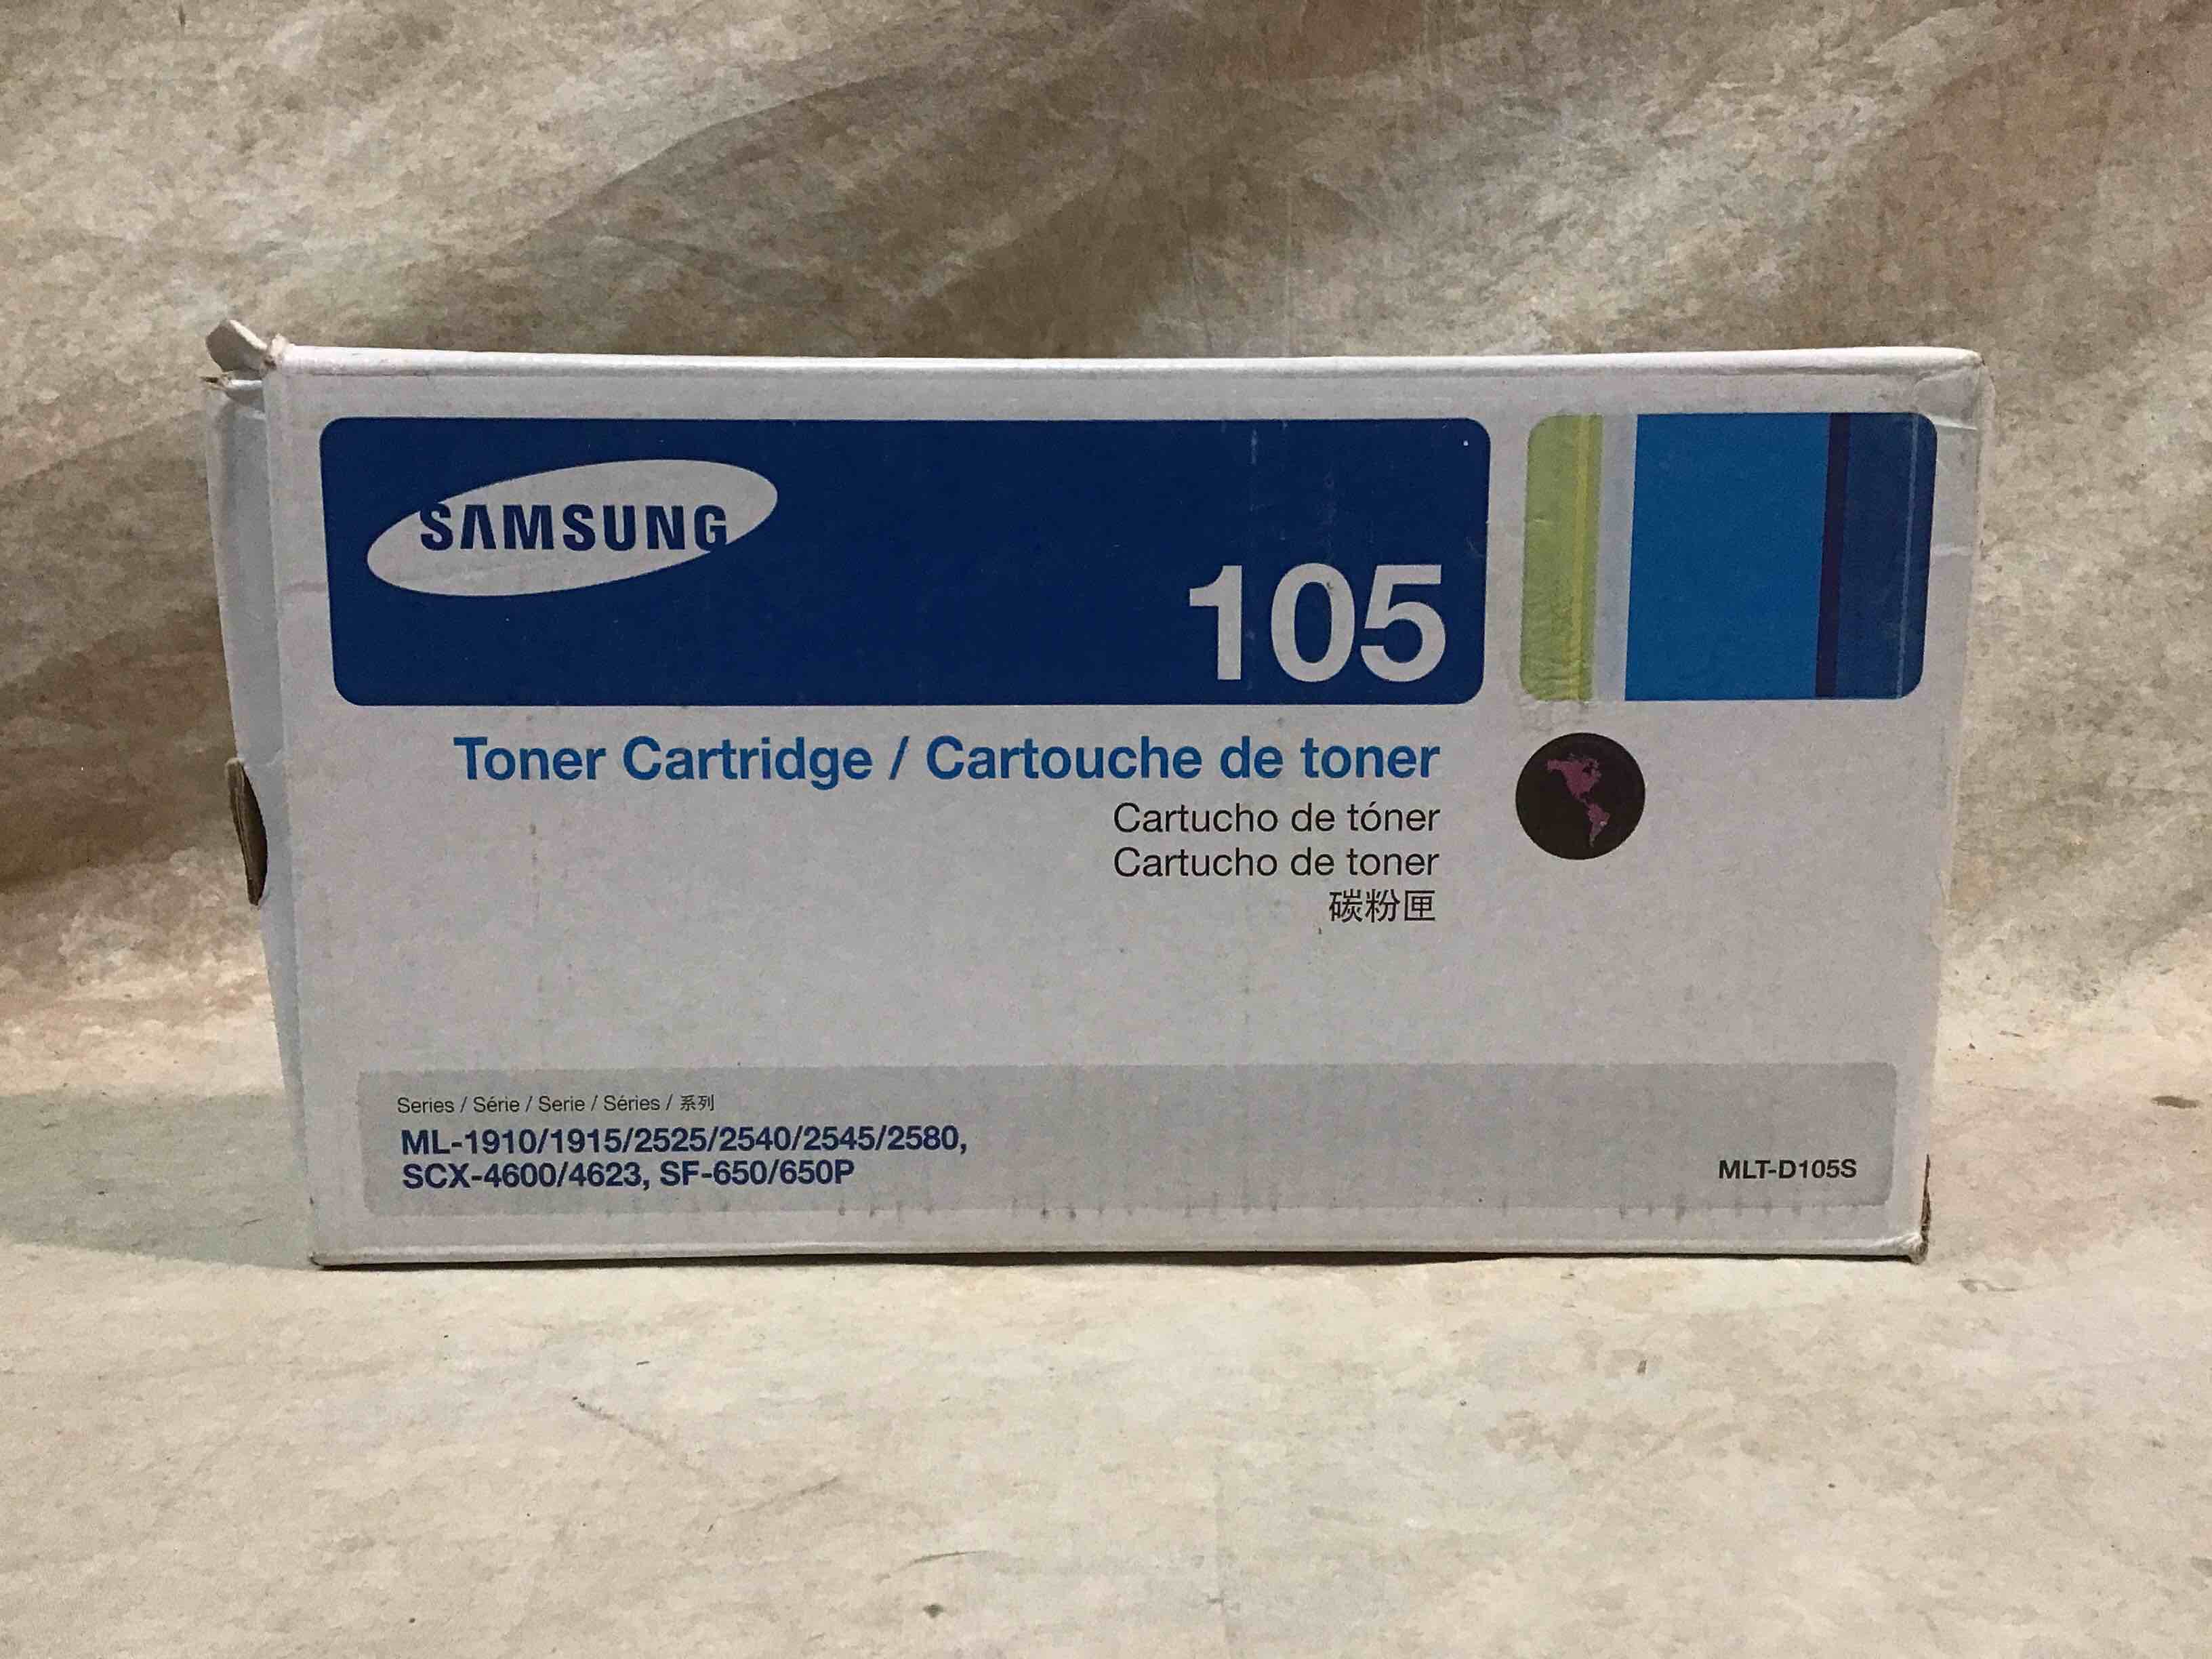 SAMSUNG
105
Toner Cartridge / Cartouche de toner
Cartucho de tóner
Cartucho de toner
碳粉匣
Series / Série / Serie / Séries / 系列
ML-1910/1915/2525/2540/2545/2580,
SCX-4600/4623, SF-650/650P
MLT-D105S